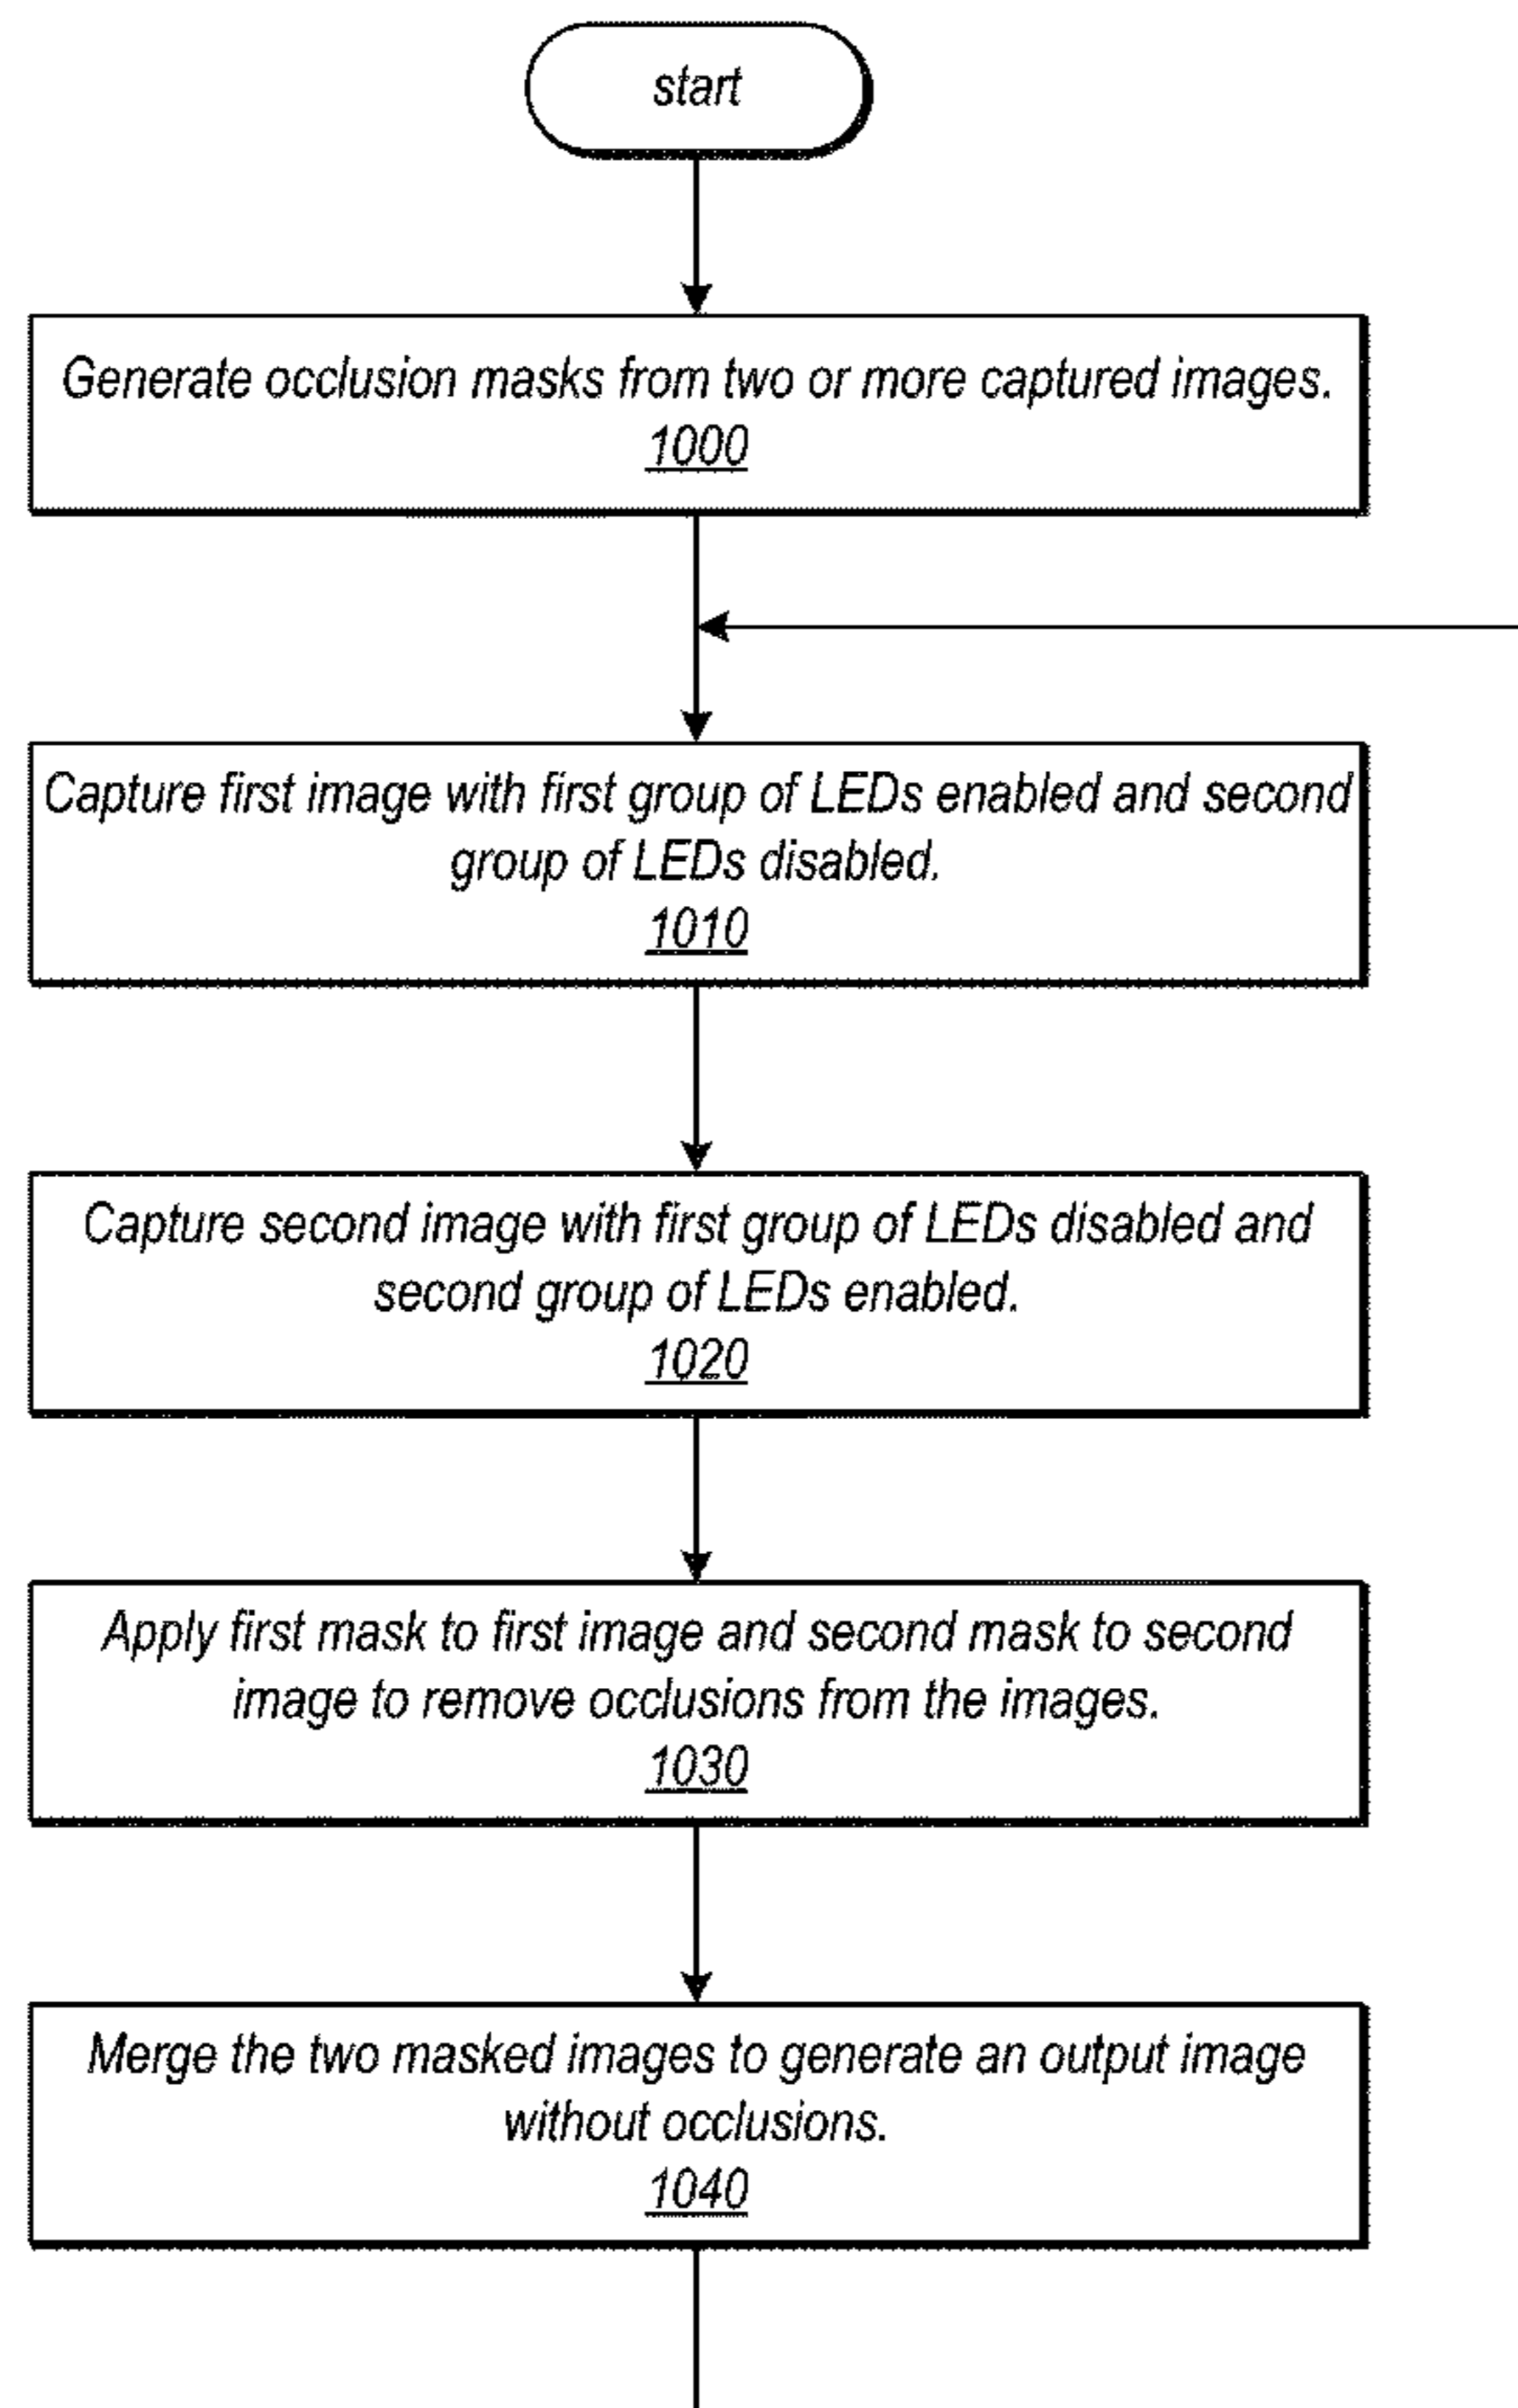 start
Generate occlusion masks from two or more captured images.
1000
Capture first image with first group of LEDs enabled and second
group of LEDs disabled.
1010
Capture second image with first group of LEDs disabled and
second group of LEDs enabled.
1020
Apply first mask to first image and second mask to second
image to remove occlusions from the images.
1030
Merge the two masked images to generate an output image
without occlusions.
1040